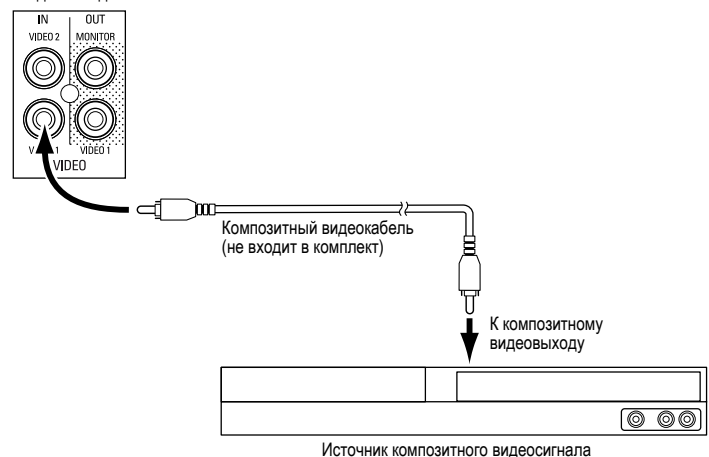 IN OUT
VIDEO 2 MONITOR
VIDEO 1
VIDEO
Композитный видеокабель
(не входит в комплект)
К композитному
видеовыходу
Источник композитного видеосигнала